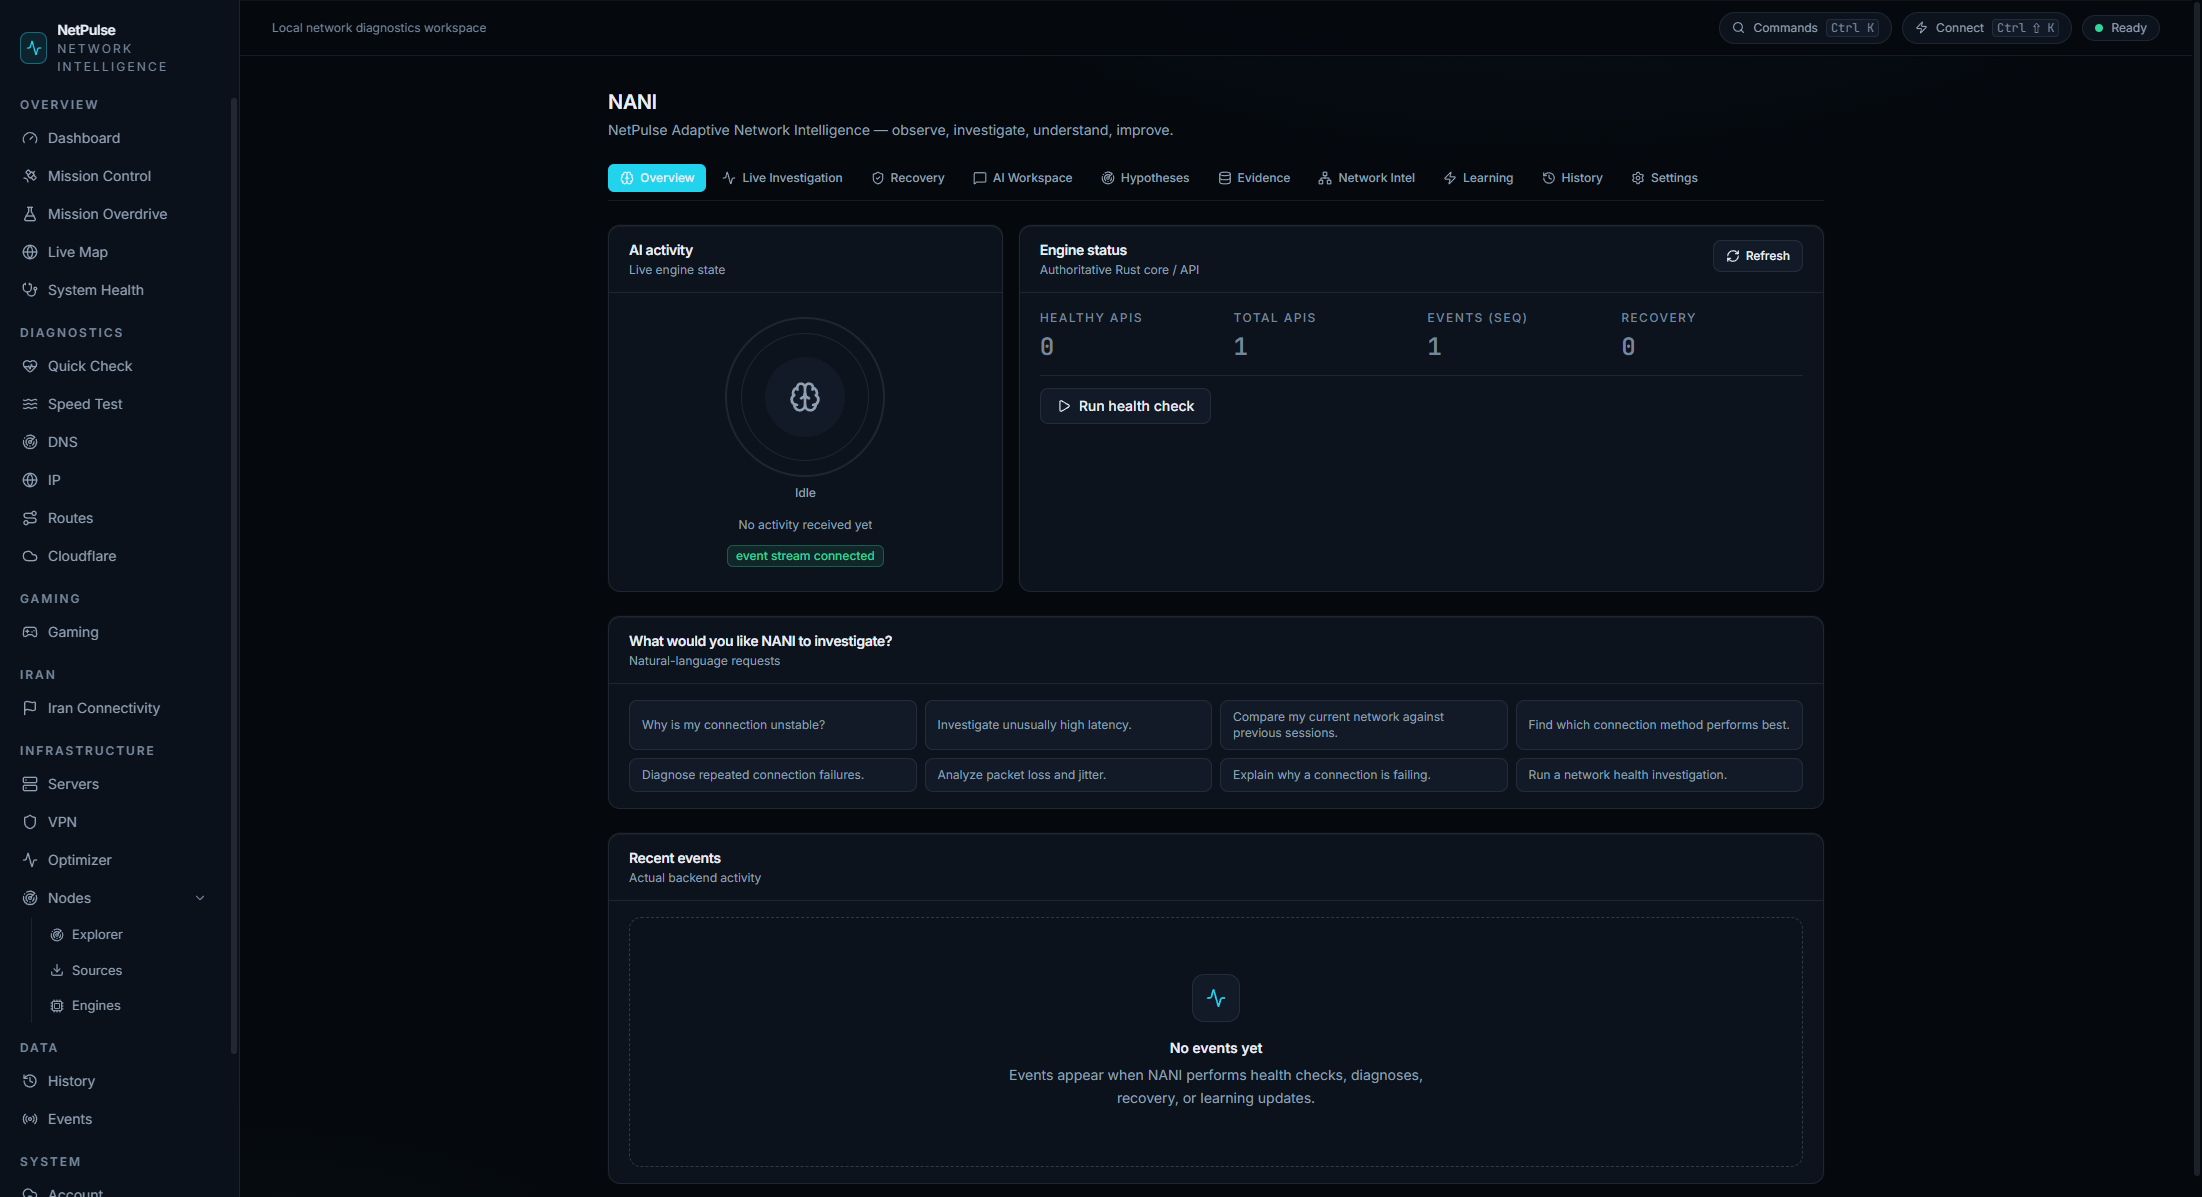 NetPulse
NETWORK
INTELLIGENCE
OVERVIEW
Dashboard
Mission Control
Mission Overdrive
Live Map
System Health
DIAGNOSTICS
Quick Check
Speed Test
DNS
IP
Routes
Cloudflare
GAMING
Gaming
IRAN
Iran Connectivity
INFRASTRUCTURE
Servers
VPN
Optimizer
Nodes
Explorer
Sources
Engines
DATA
History
Events
SYSTEM
Account
Local network diagnostics workspace
Commands Ctrl K
Connect Ctrl ⇧ K
Ready
NANI
NetPulse Adaptive Network Intelligence — observe, investigate, understand, improve.
Overview
Live Investigation
Recovery
AI Workspace
Hypotheses
Evidence
Network Intel
Learning
History
Settings
AI activity
Live engine state
Idle
No activity received yet
event stream connected
Engine status
Authoritative Rust core / API
Refresh
HEALTHY APIS
0
TOTAL APIS
1
EVENTS (SEQ)
1
RECOVERY
0
Run health check
What would you like NANI to investigate?
Natural-language requests
Why is my connection unstable?
Investigate unusually high latency.
Compare my current network against
previous sessions.
Find which connection method performs best.
Diagnose repeated connection failures.
Analyze packet loss and jitter.
Explain why a connection is failing.
Run a network health investigation.
Recent events
Actual backend activity
No events yet
Events appear when NANI performs health checks, diagnoses,
recovery, or learning updates.